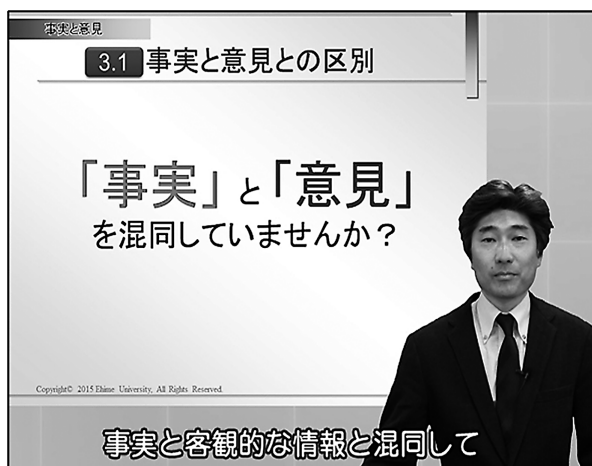 事実と意見
3.1 事実と意見との区別
「事実」と「意見」
を混同していませんか？
Copyright© 2015 Ehime University, All Rights Reserved.
事実と客観的な情報と混同して